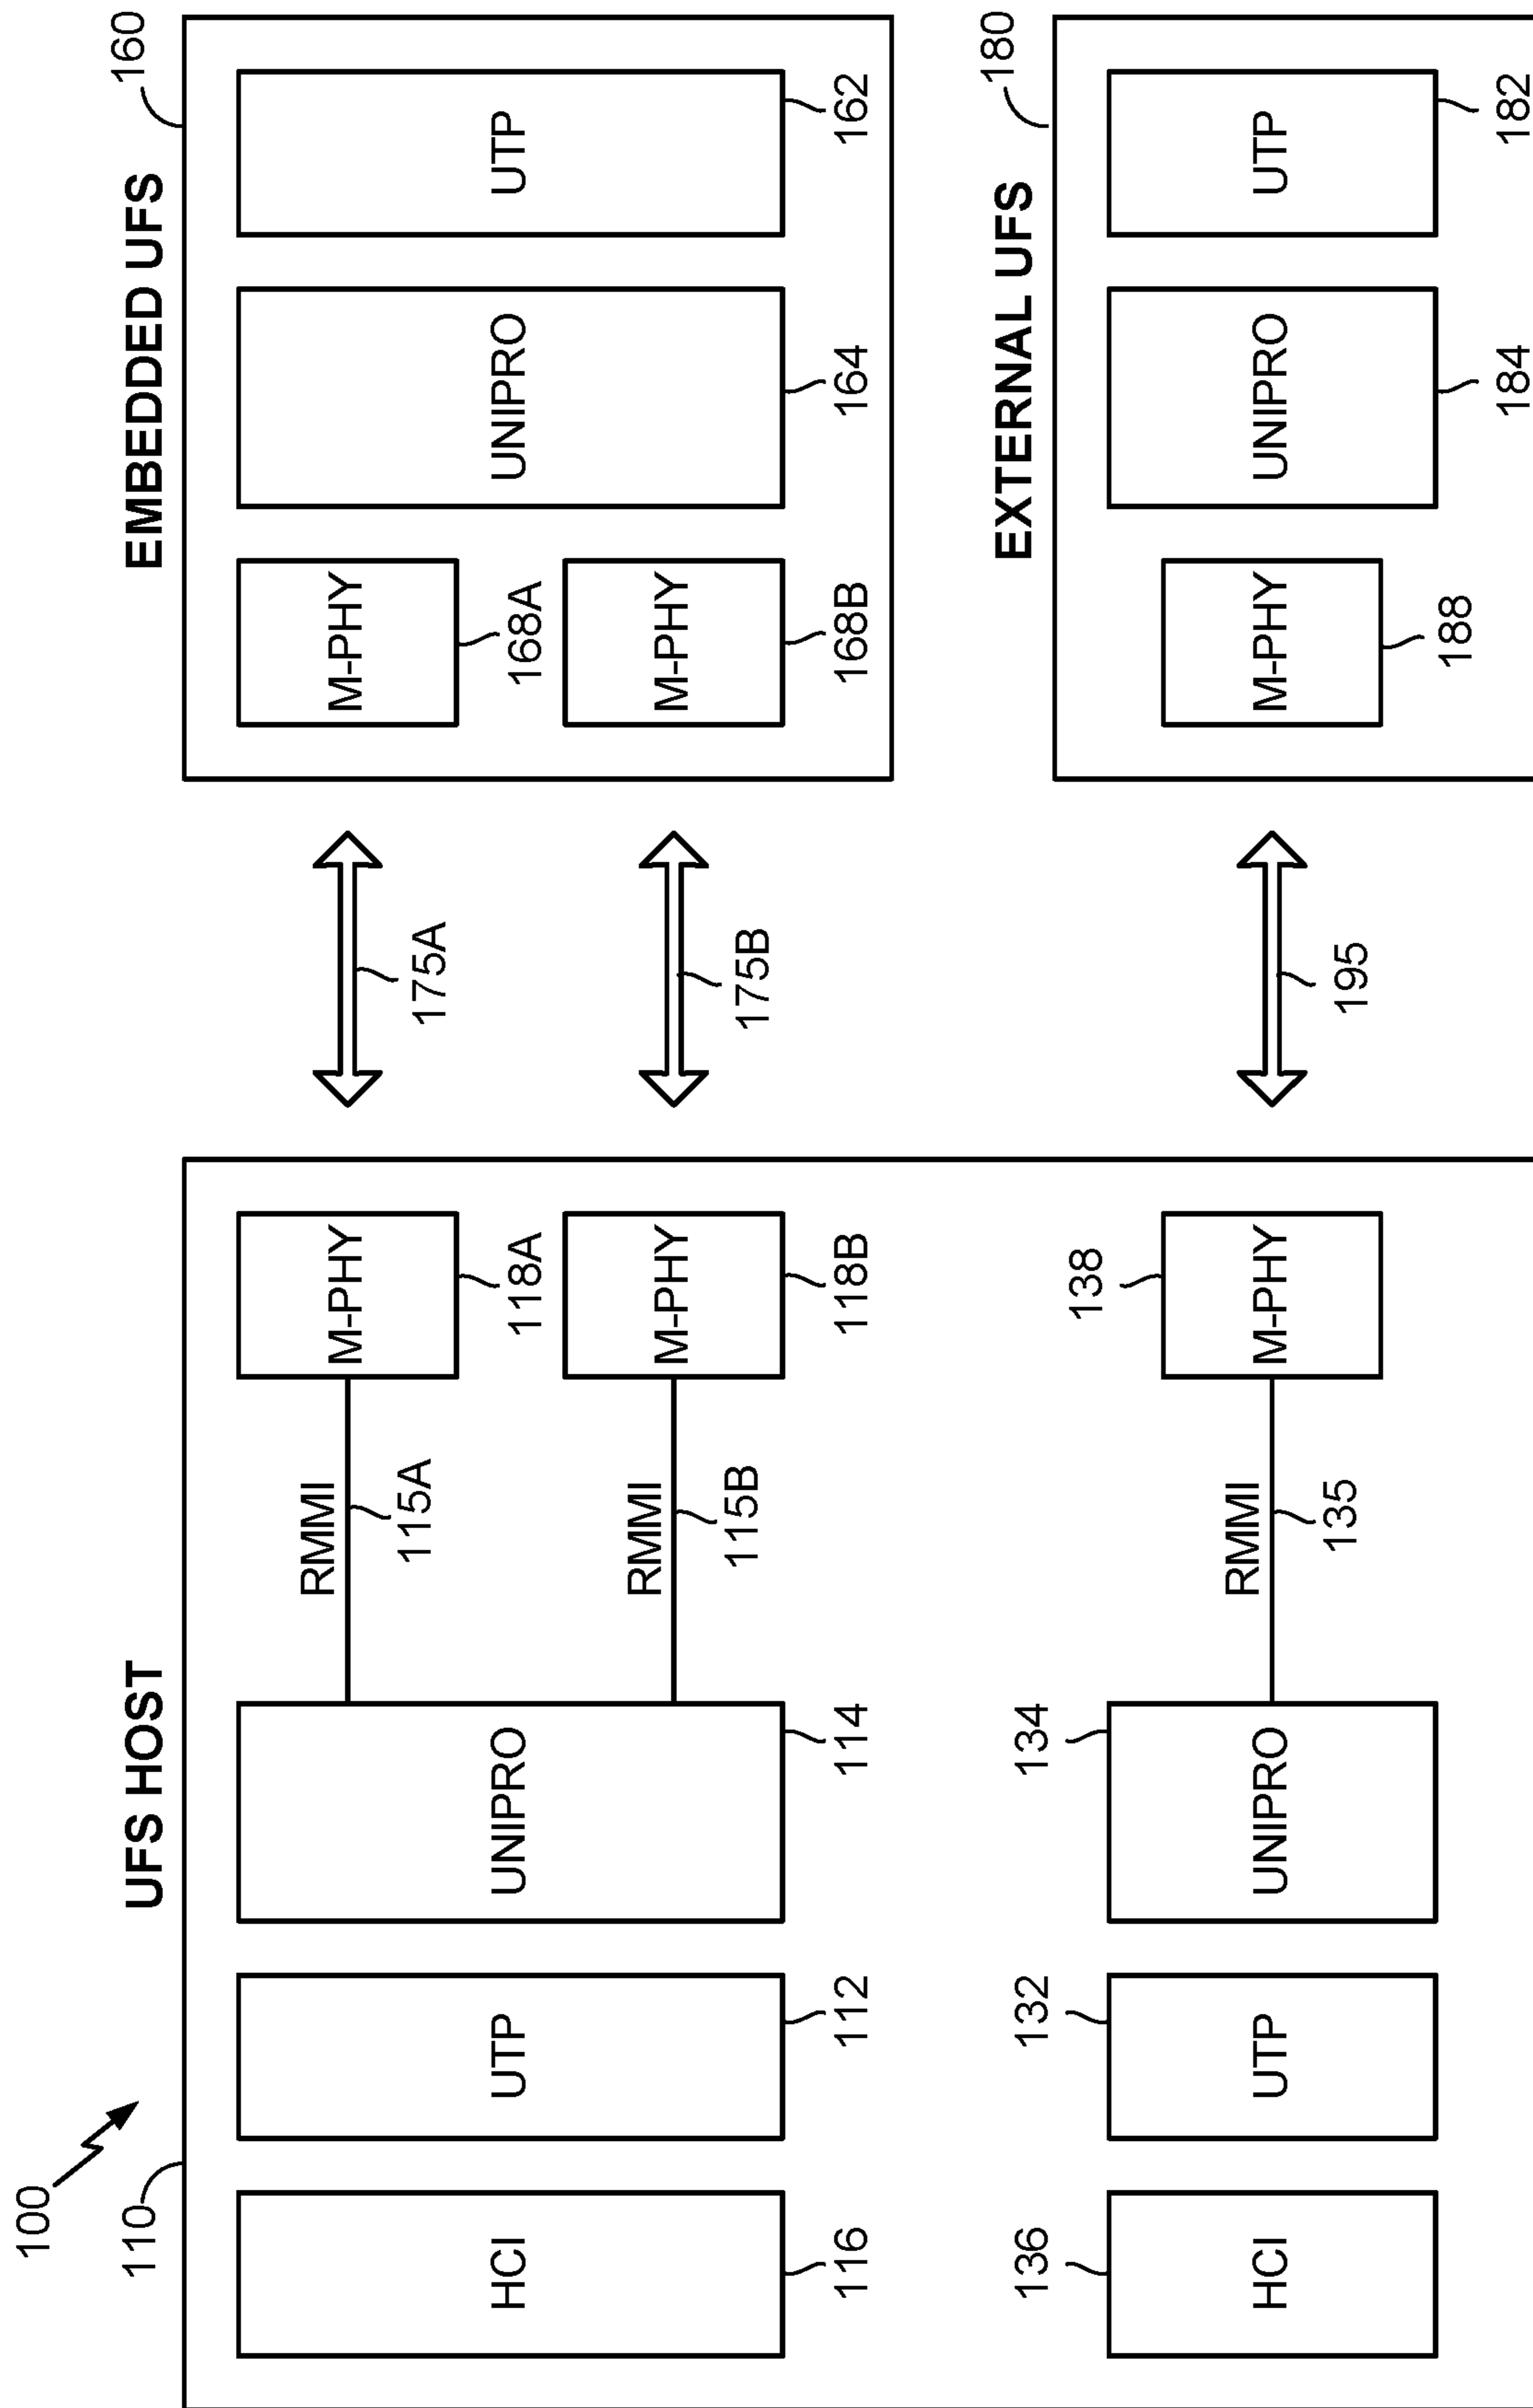 100
UFS HOST
110
HCI
116
UTP
112
UNIPRO
114
RMMI
115A
RMMI
115B
M-PHY
118A
M-PHY
118B
HCI
136
UTP
132
UNIPRO
134
RMMI
135
M-PHY
138
175A
175B
195
EMBEDDED UFS
160
M-PHY
168A
M-PHY
168B
UNIPRO
164
UTP
162
EXTERNAL UFS
180
M-PHY
188
UNIPRO
184
UTP
182